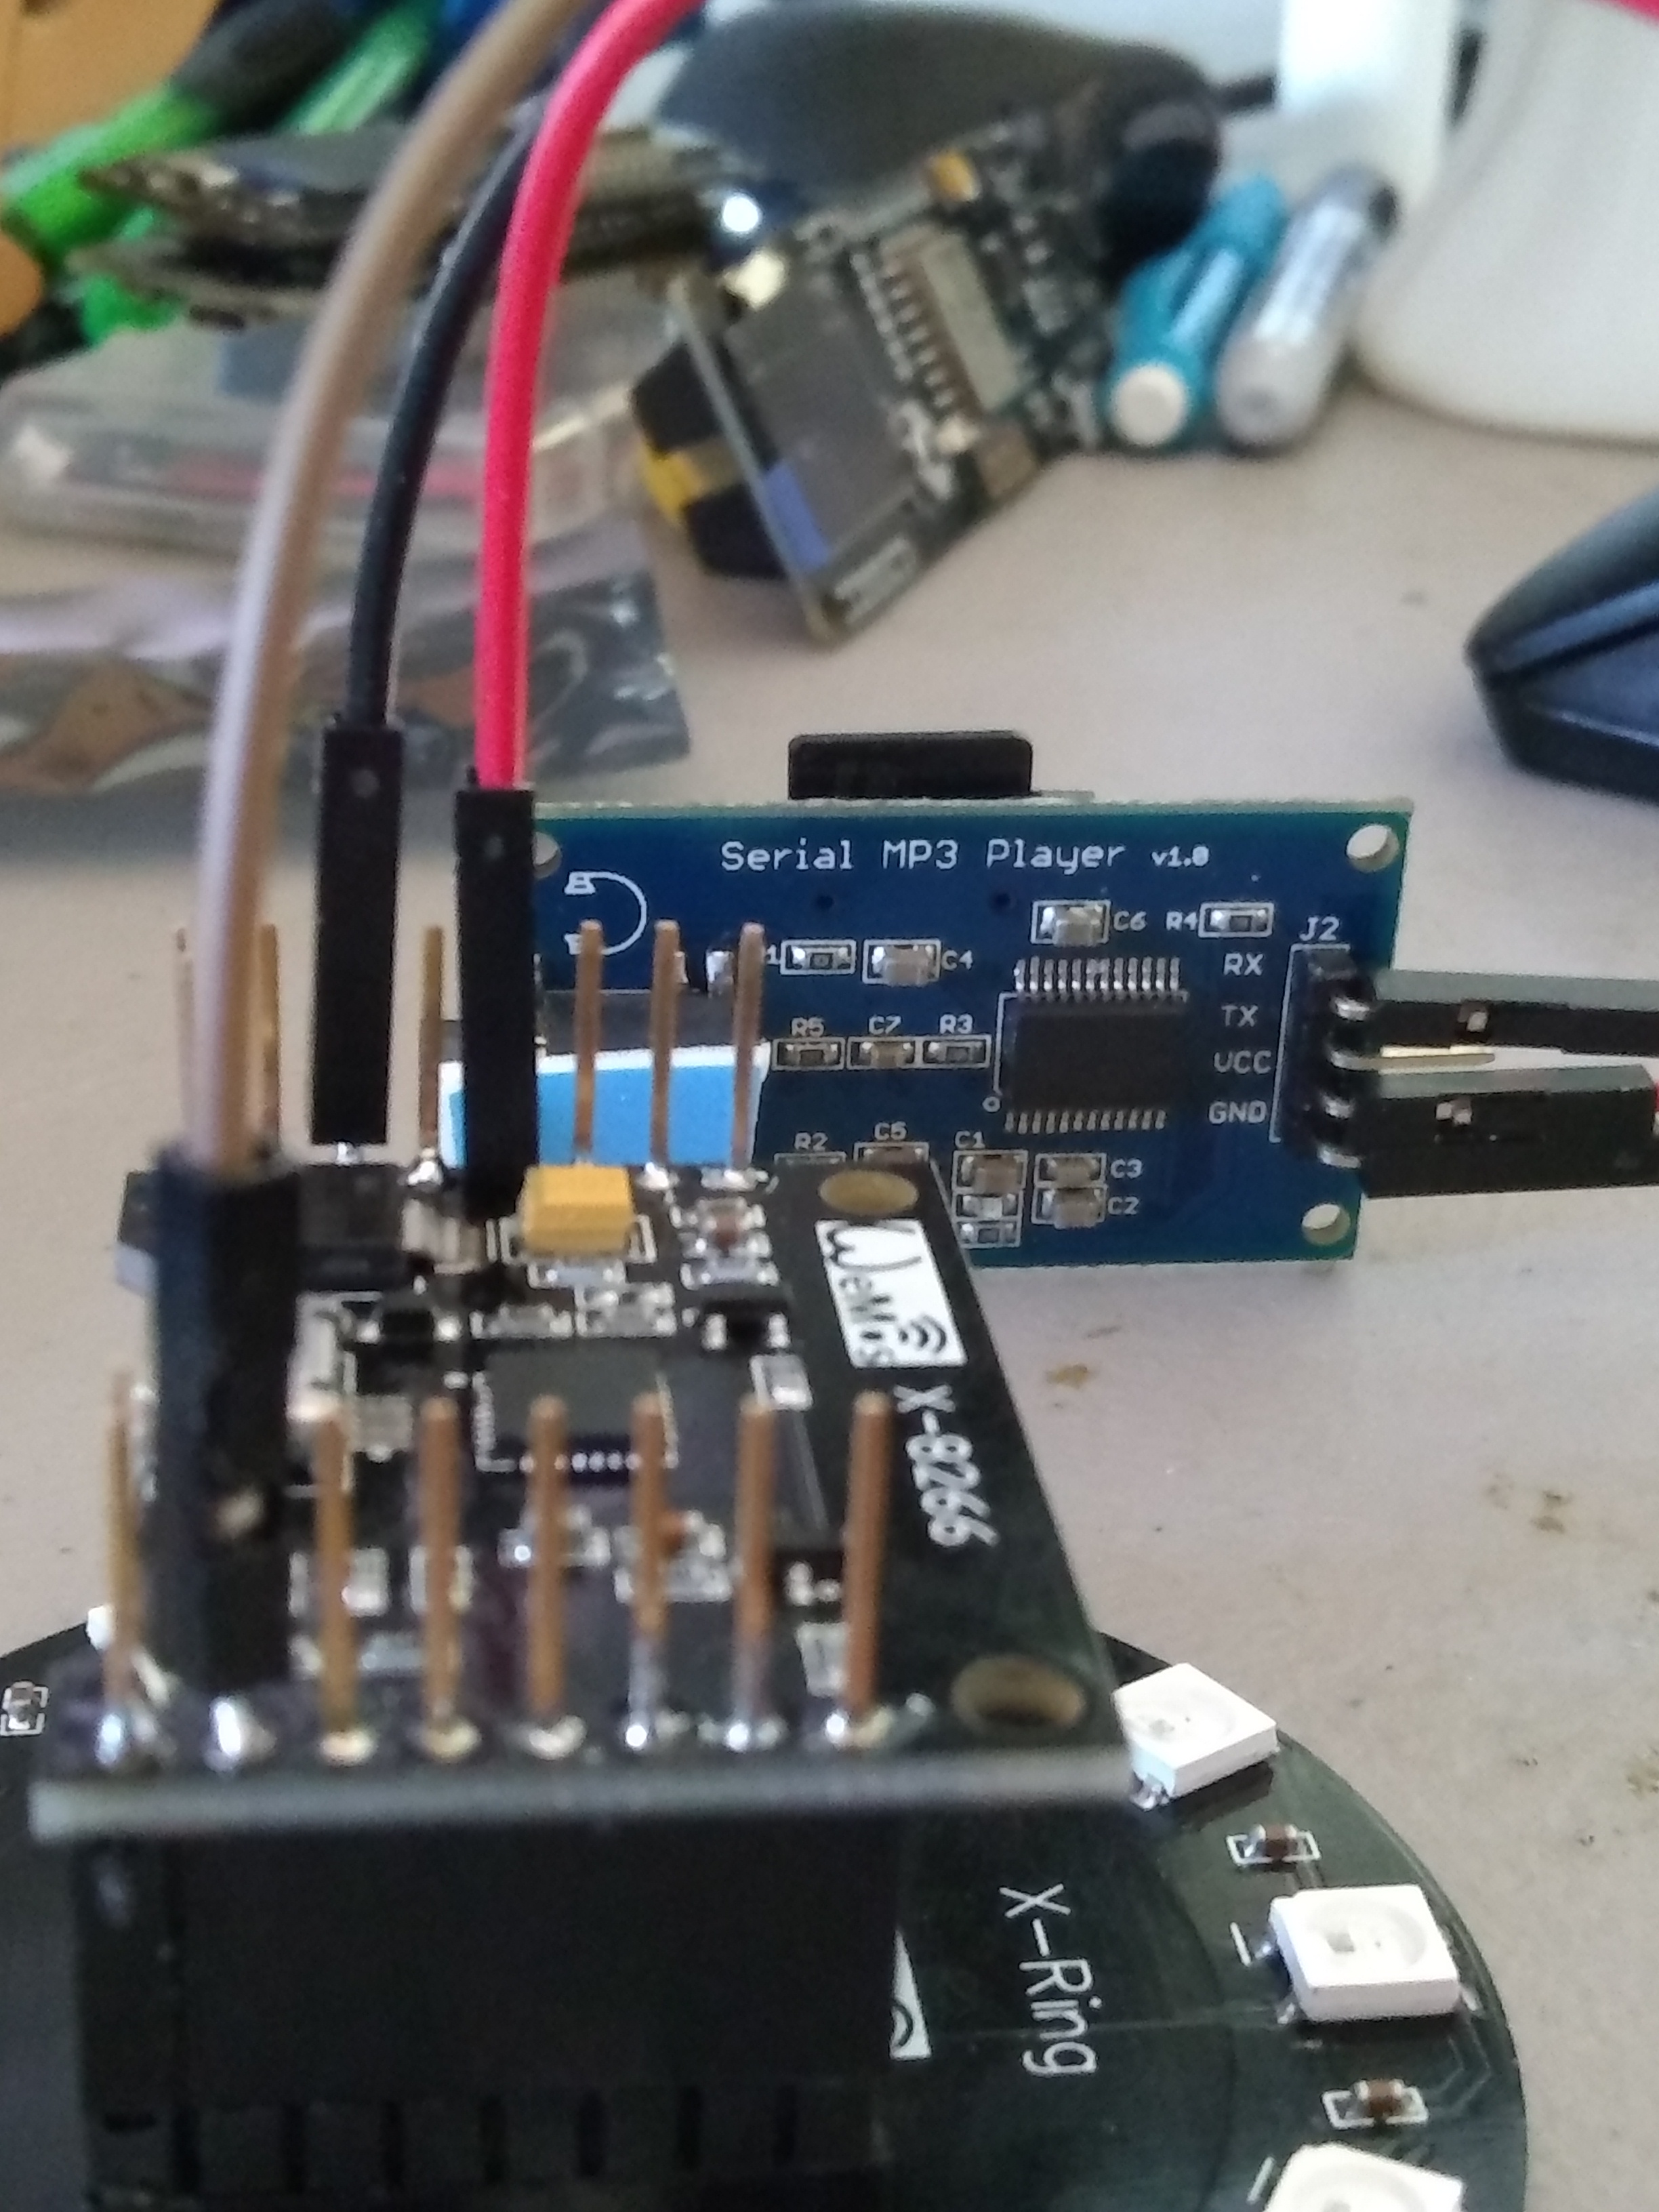 Serial MP3 Player v1.0
C6 R4 J2
1 C4 RX
R5 C7 R3 TX
VCC
GND
R2 C5 C1 C3
C2
WeMos
X-8266
X-Ring